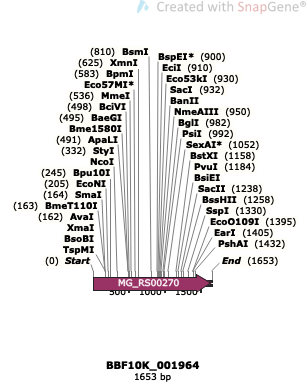 Created with SnapGene®
(810) BsmI
(625) XmnI
(583) BpmI
Eco57MI*
(536) MmeI
(498) BciVI
(495) BaeGI
Bme1580I
(491) ApaLI
(332) StyI
NcoI
(245) Bpu10I
(205) EcoNI
(164) SmaI
(163) BmeT110I
(162) AvaI
XmaI
BsoBI
TspMI
(0) Start
BspEI* (900)
EciI (910)
Eco53kI (930)
SacI (932)
BanII
NmeAIII (950)
BglI (982)
PsiI (992)
SexAI* (1052)
BstXI (1158)
PvuI (1184)
BsiEI
SacII (1238)
BssHII (1258)
SspI (1330)
EcoO109I (1395)
EarI (1405)
PshAI (1432)
End (1653)
MG_RS00270
500 1000 1500
BBF10K_001964
1653 bp